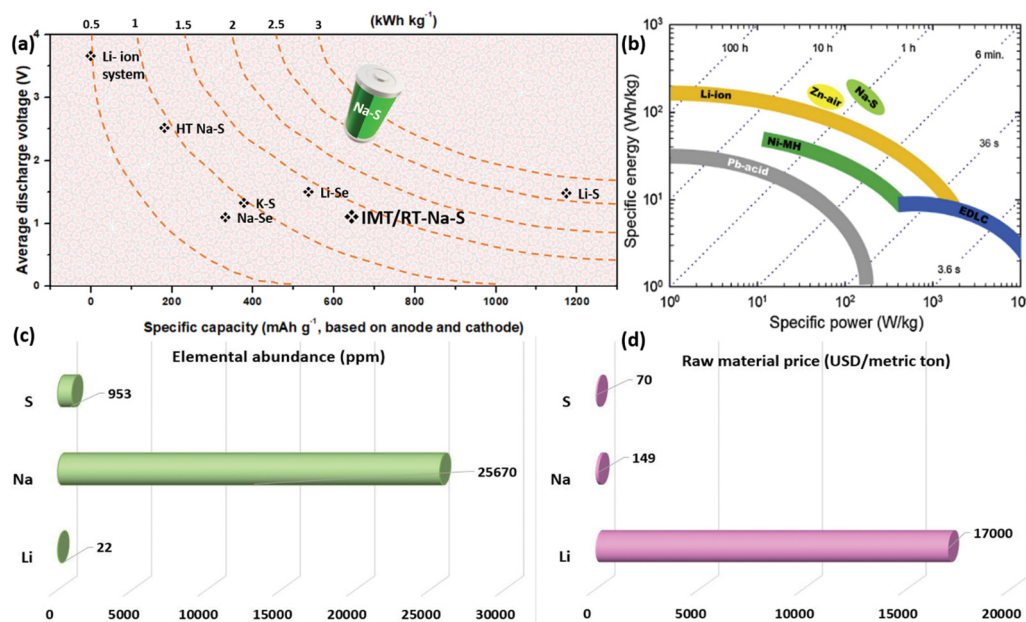 (a)
0.5 1 1.5 2 2.5 3 (kWh kg⁻¹)
Average discharge voltage (V)
4
3
2
1
0
Li- ion
system
HT Na-S
K-S
Na-Se
Li-Se
IMT/RT-Na-S
Li-S
Na-S
0 200 400 600 800 1000 1200
Specific capacity (mAh g⁻¹, based on anode and cathode)
(b)
Specific energy (Wh/kg)
10³
10²
10¹
10⁰
100 h 10 h 1 h 6 min.
36 s
3.6 s
Li-ion
Zn-air
Na-S
Ni-MH
Pb-acid
EDLC
10⁰ 10¹ 10² 10³ 10
Specific power (W/kg)
(c)
Elemental abundance (ppm)
S 953
Na 25670
Li 22
0 5000 10000 15000 20000 25000 30000
(d)
Raw material price (USD/metric ton)
S 70
Na 149
Li 17000
0 5000 10000 15000 20000